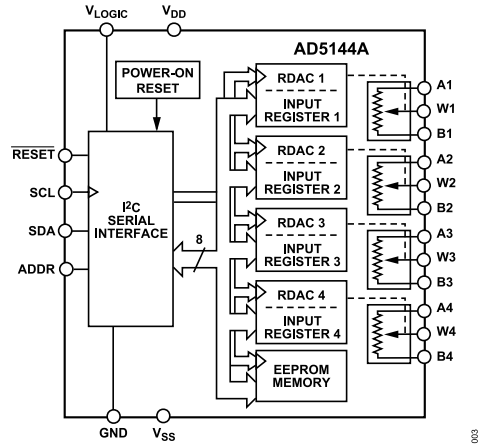 VLOGIC
VDD
AD5144A
POWER-ON
RESET
RDAC 1
INPUT
REGISTER 1
A1
W1
B1
RESET
SCL
SDA
ADDR
I2C
SERIAL
INTERFACE
8
RDAC 2
INPUT
REGISTER 2
A2
W2
B2
RDAC 3
INPUT
REGISTER 3
A3
W3
B3
RDAC 4
INPUT
REGISTER 4
A4
W4
B4
EEPROM
MEMORY
GND
VSS
003